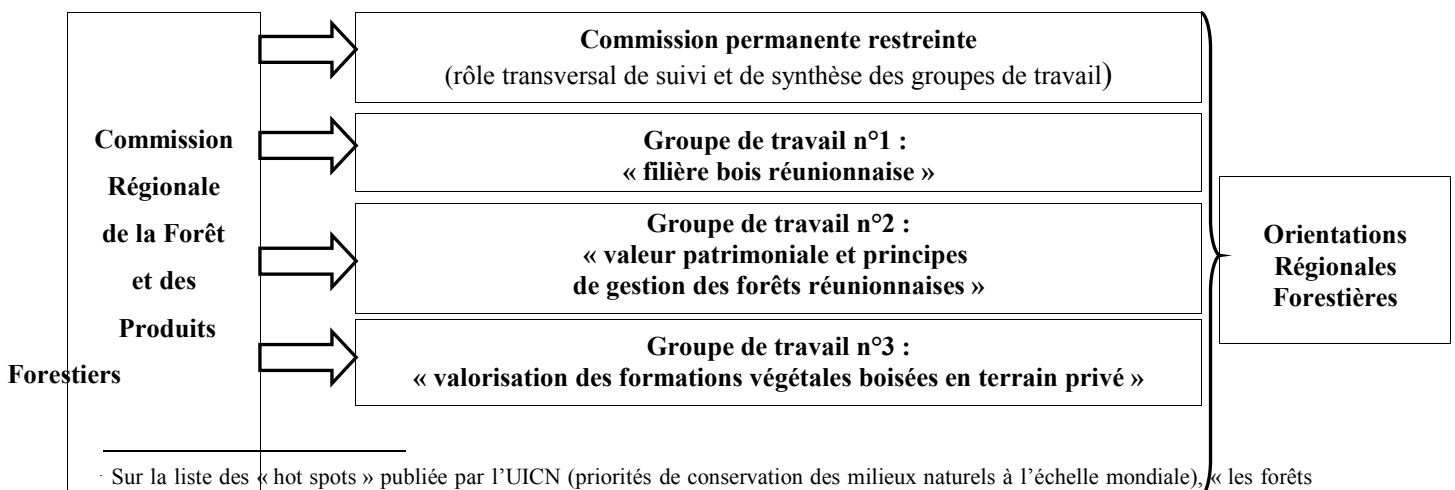 Commission
Régionale
de la Forêt
et des
Produits
Forestiers
Commission permanente restreinte
(rôle transversal de suivi et de synthèse des groupes de travail)
Groupe de travail n°1 :
« filière bois réunionnaise »
Groupe de travail n°2 :
« valeur patrimoniale et principes
de gestion des forêts réunionnaises »
Groupe de travail n°3 :
« valorisation des formations végétales boisées en terrain privé »
Orientations
Régionales
Forestières
Sur la liste des « hot spots » publiée par l'UICN (priorités de conservation des milieux naturels à l'échelle mondiale), « les forêts